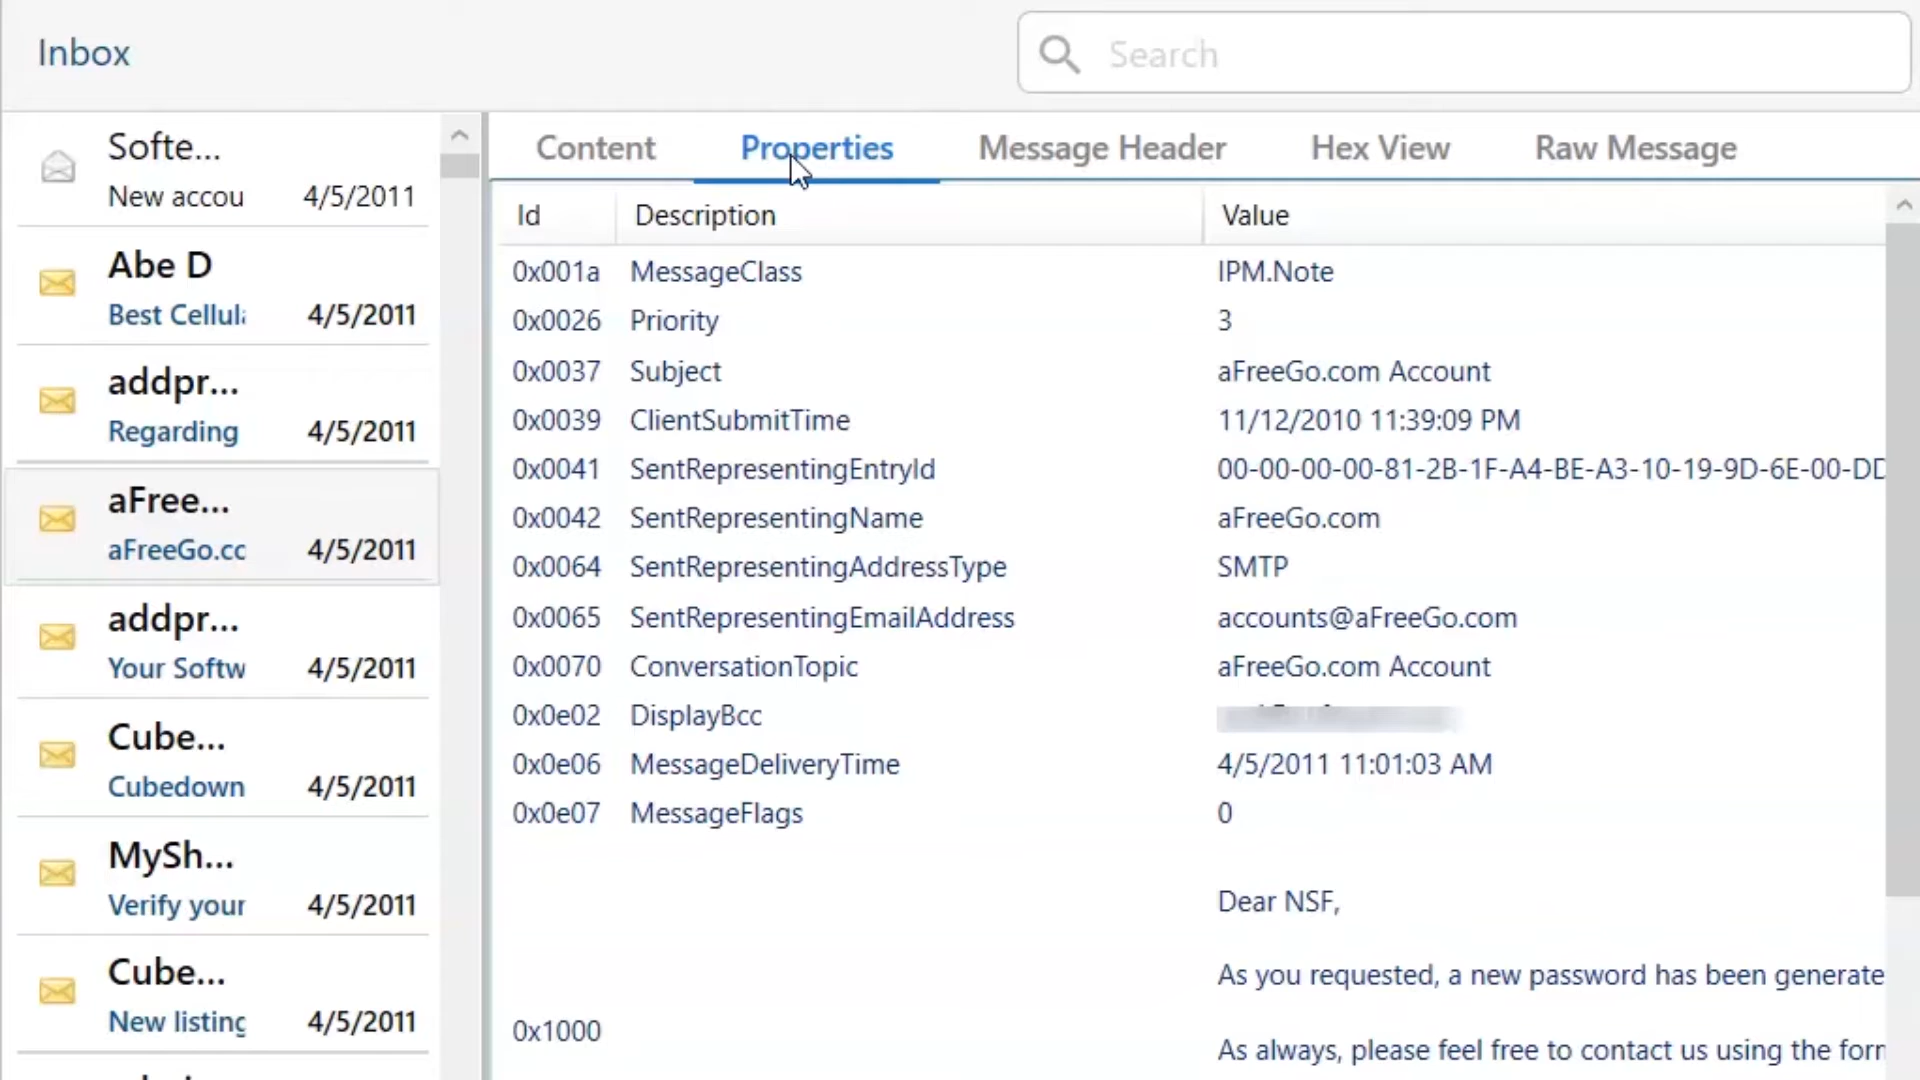 Inbox
Search
Softe...
New accou 4/5/2011
Abe D
Best Cellula 4/5/2011
addpr...
Regarding 4/5/2011
aFree...
aFreeGo.cc 4/5/2011
addpr...
Your Softw 4/5/2011
Cube...
Cubedown 4/5/2011
MySh...
Verify your 4/5/2011
Cube...
New listing 4/5/2011
Content Properties Message Header Hex View Raw Message
Id Description Value
0x001a MessageClass IPM.Note
0x0026 Priority 3
0x0037 Subject aFreeGo.com Account
0x0039 ClientSubmitTime 11/12/2010 11:39:09 PM
0x0041 SentRepresentingEntryId 00-00-00-00-81-2B-1F-A4-BE-A3-10-19-9D-6E-00-DD
0x0042 SentRepresentingName aFreeGo.com
0x0064 SentRepresentingAddressType SMTP
0x0065 SentRepresentingEmailAddress accounts@aFreeGo.com
0x0070 ConversationTopic aFreeGo.com Account
0x0e02 DisplayBcc
0x0e06 MessageDeliveryTime 4/5/2011 11:01:03 AM
0x0e07 MessageFlags 0
Dear NSF,
As you requested, a new password has been generate
0x1000
As always, please feel free to contact us using the forr